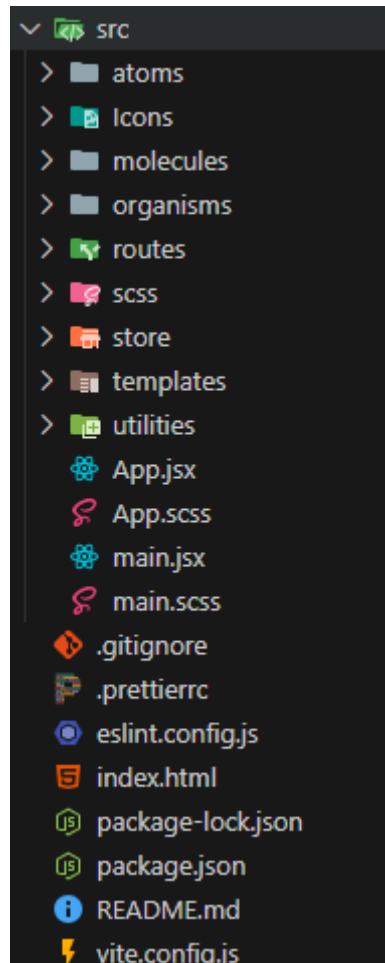 src
atoms
Icons
molecules
organisms
routes
scss
store
templates
utilities
App.jsx
App.scss
main.jsx
main.scss
.gitignore
.prettierrc
eslint.config.js
index.html
package-lock.json
package.json
README.md
vite.config.js